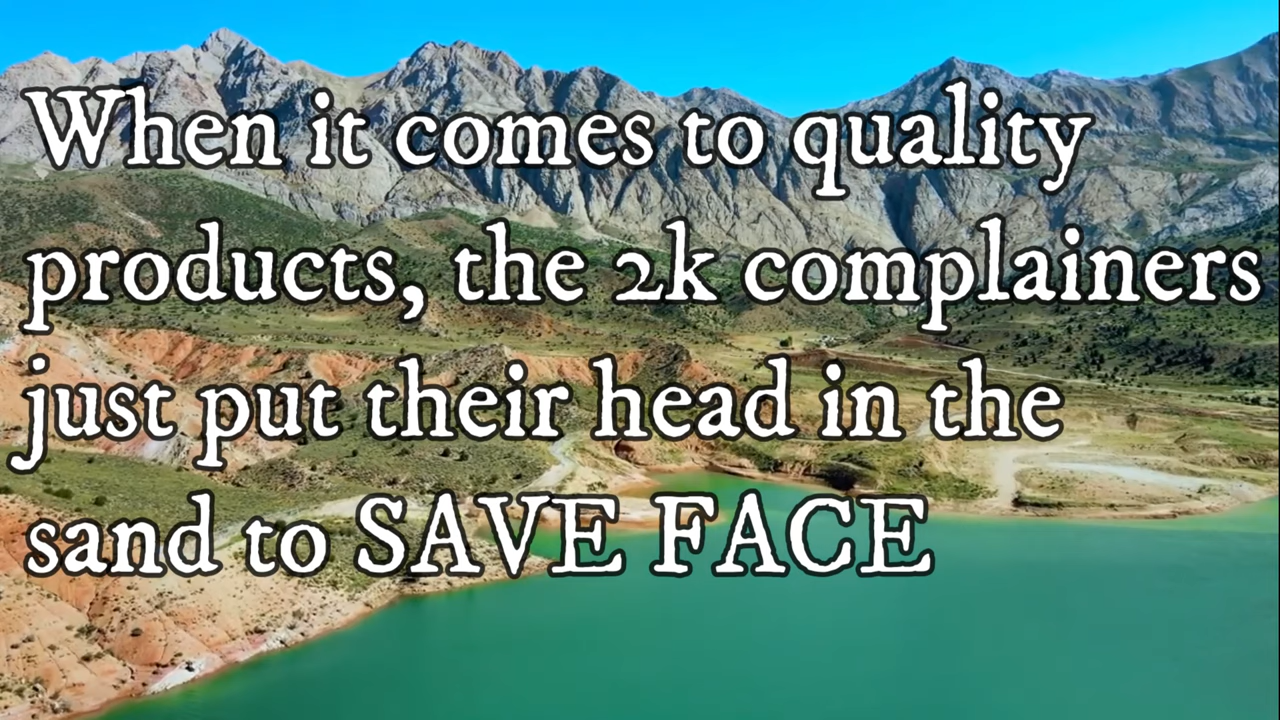 When it comes to quality
products, the 2k complainers
just put their head in the
sand to SAVE FACE